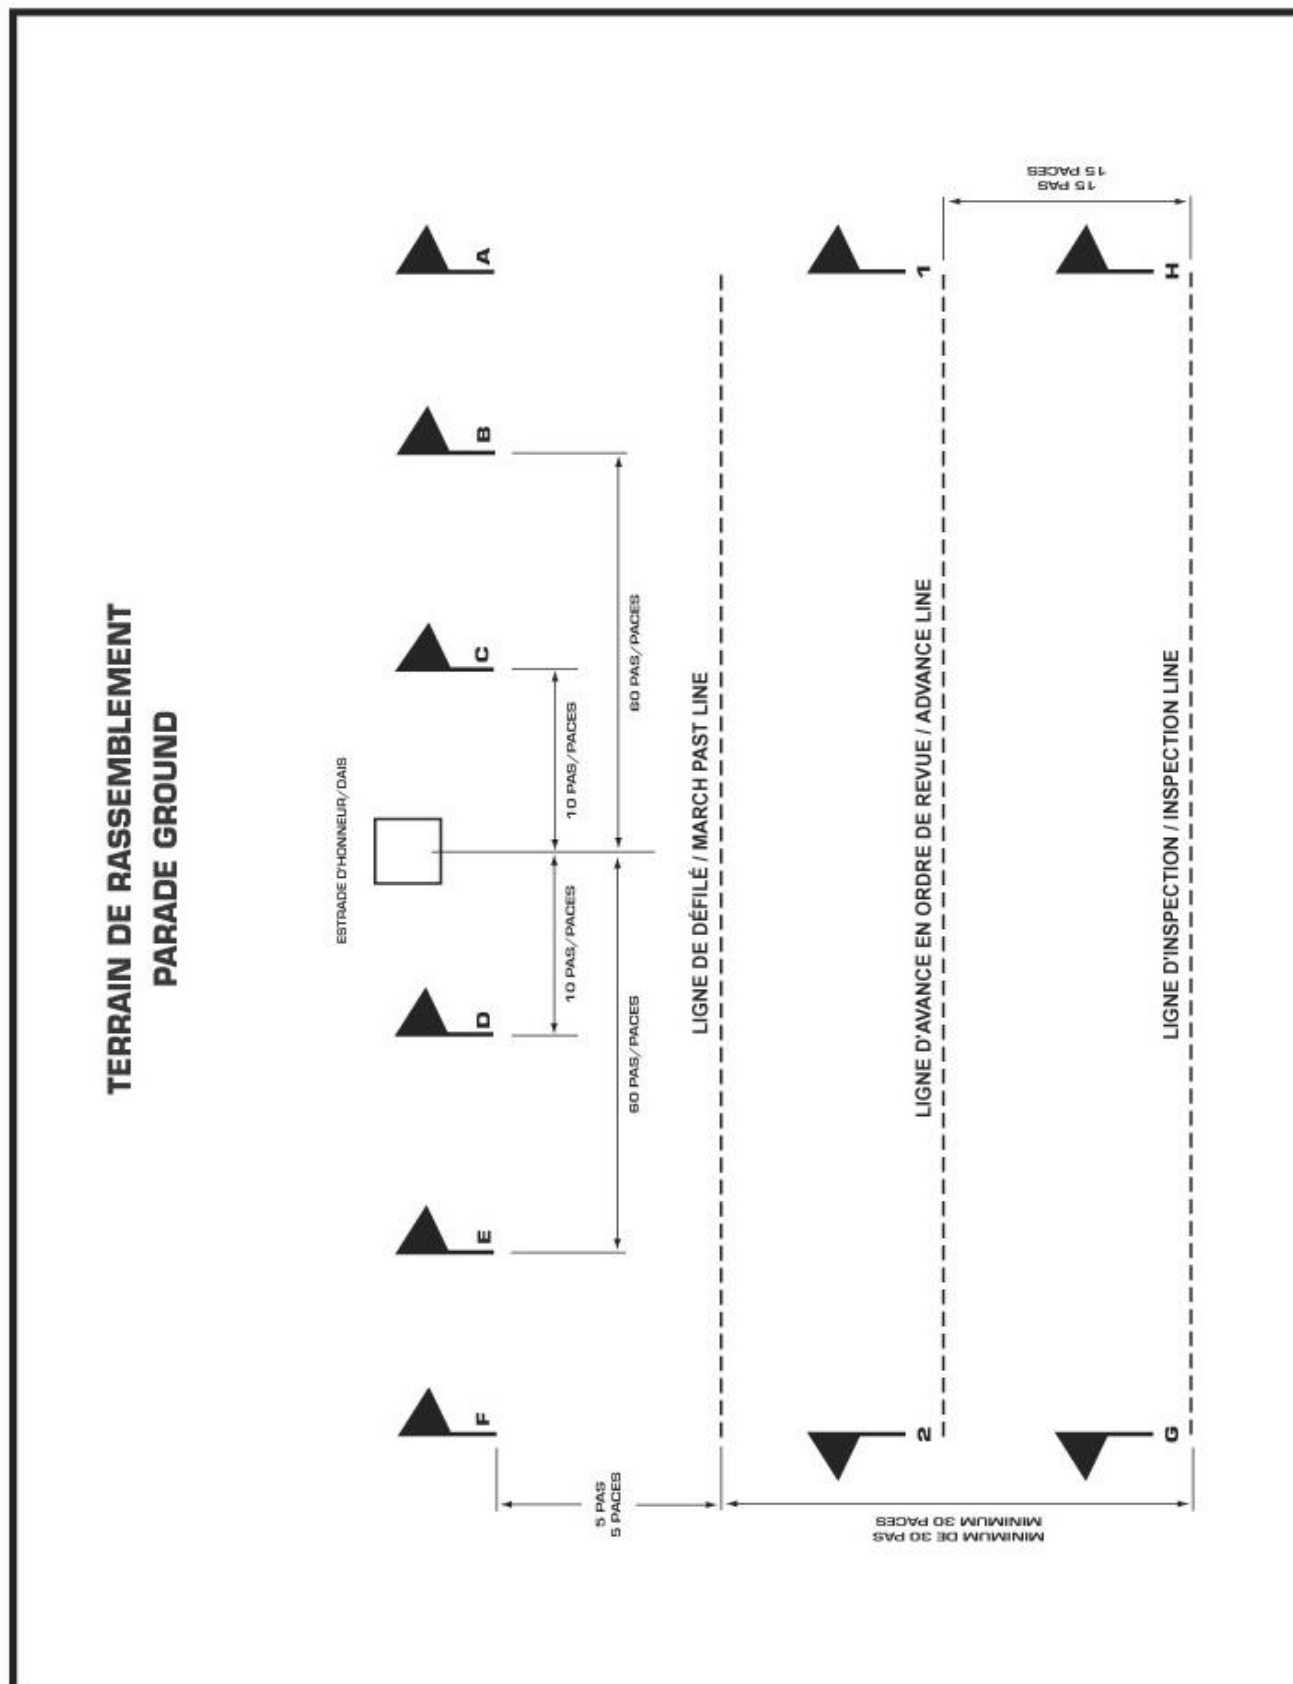 TERRAIN DE RASSEMBLEMENT
PARADE GROUND
ESTRADE D'HONNEUR/DAIS
F
E
D
C
B
A
10 PAS/PACES
10 PAS/PACES
60 PAS/PACES
60 PAS/PACES
5 PAS
5 PACES
LIGNE DE DÉFILÉ / MARCH PAST LINE
2
1
LIGNE D'AVANCE EN ORDRE DE REVUE / ADVANCE LINE
MINIMUM DE 30 PAS
MINIMUM 30 PACES
15 PAS
15 PACES
G
H
LIGNE D'INSPECTION / INSPECTION LINE